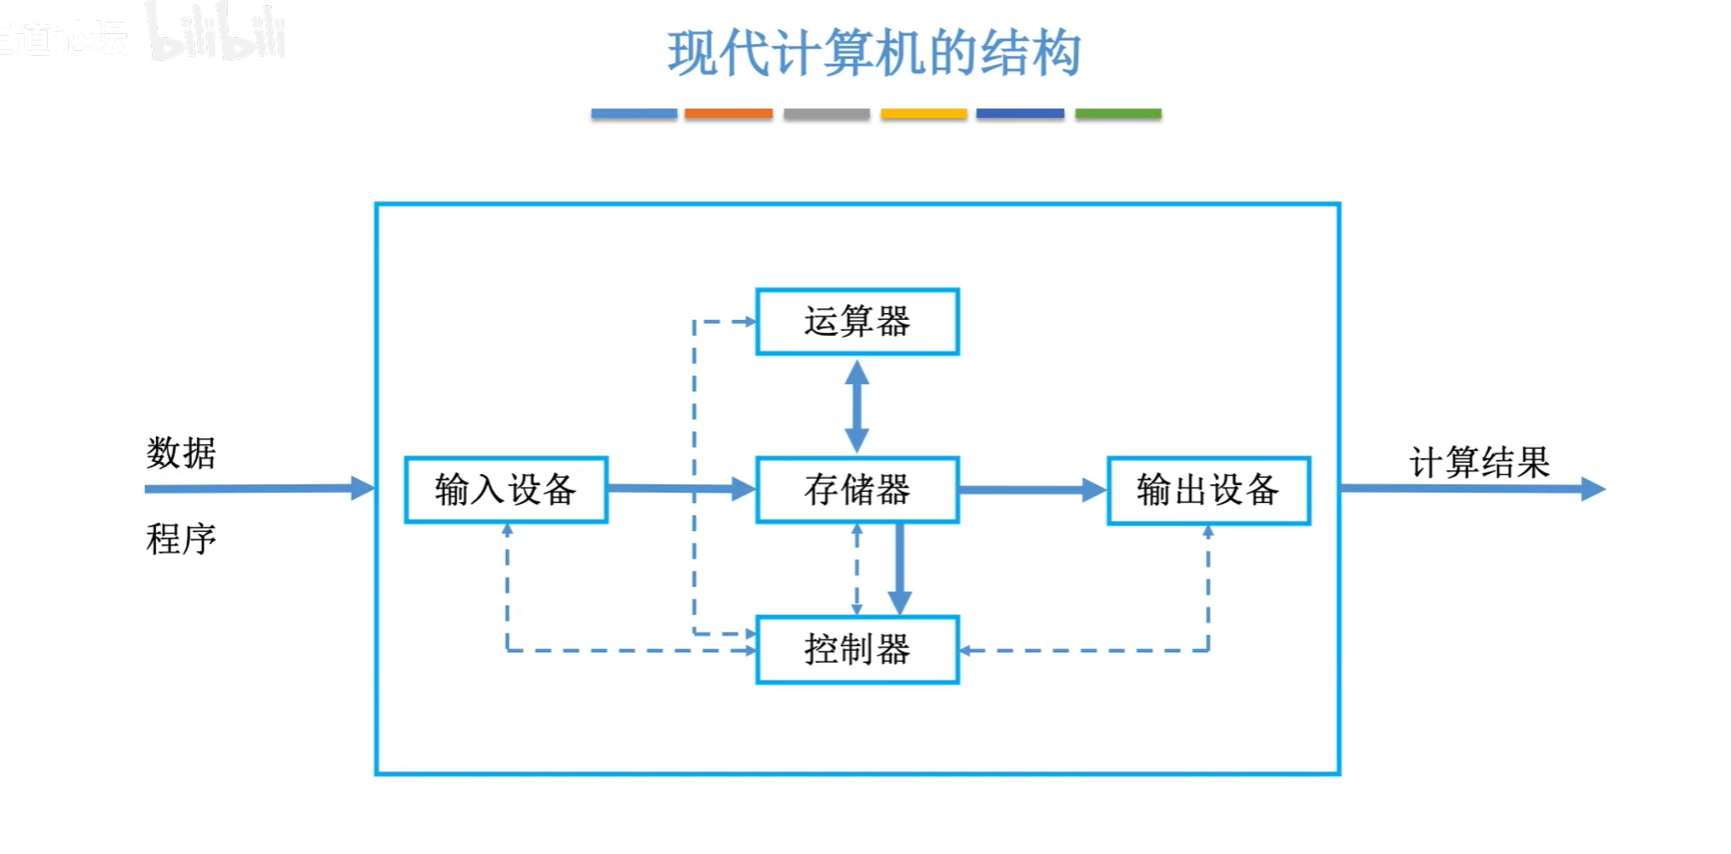 bilibili
现代计算机的结构
运算器
数据
输入设备
存储器
输出设备
计算结果
程序
控制器